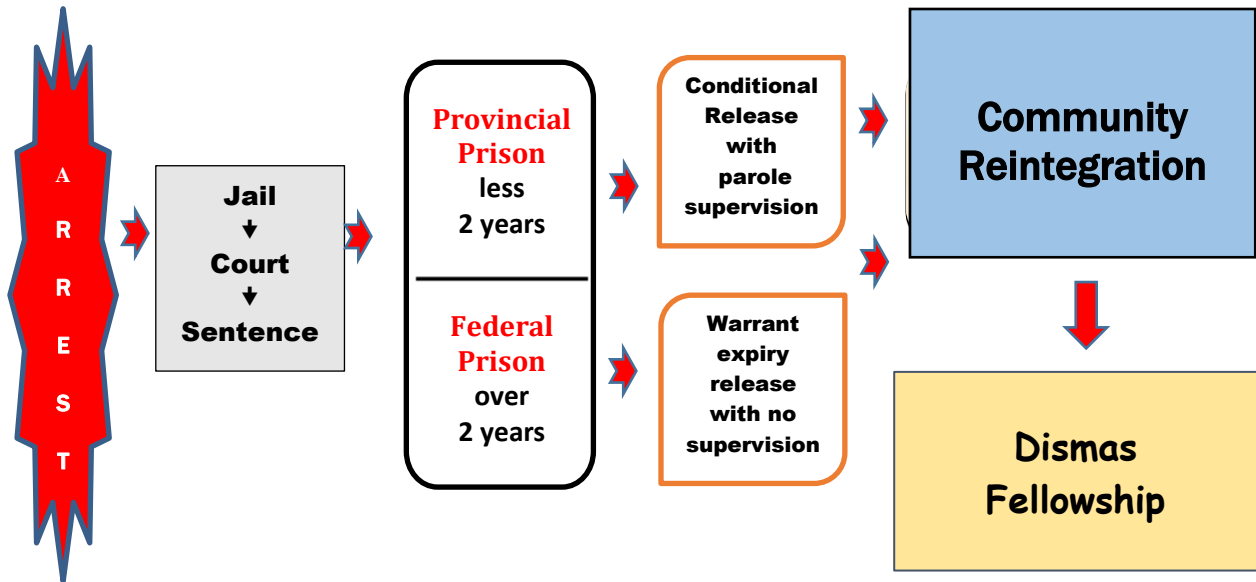 ARREST
Jail
Court
Sentence
Provincial
Prison
less
2 years
Federal
Prison
over
2 years
Conditional
Release
with
parole
supervision
Warrant
expiry
release
with no
supervision
Community
Reintegration
Dismas
Fellowship